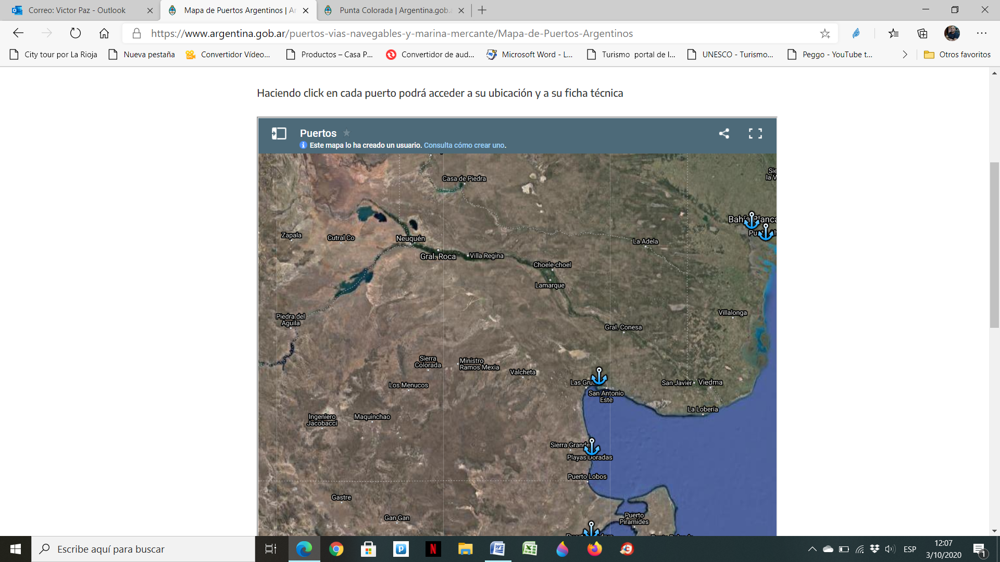 Correo: Victor Paz - Outlook
Mapa de Puertos Argentinos | Ar
Punta Colorada | Argentina.gob.a
https://www.argentina.gob.ar/puertos-vias-navegables-y-marina-mercante/Mapa-de-Puertos-Argentinos
City tour por La Rioja
Nueva pestaña
Convertidor Vídeo...
Productos – Casa P...
Convertidor de aud...
Microsoft Word - L...
Turismo portal de l...
UNESCO - Turismo...
Peggo - YouTube t...
Otros favoritos
Haciendo click en cada puerto podrá acceder a su ubicación y a su ficha técnica
Puertos
Este mapa lo ha creado un usuario. Consulta cómo crear uno.
Sie
la V
Casa de Piedra
Bahía Blanca
Zapala
Cutral Co
Neuquén
La Adela
Gral. Roca
Villa Regina
Choele-choel
Lamarque
Piedra del
Aguila
Villalonga
Gral. Conesa
Sierra
Colorada
Ministro
Ramos Mexia
Valcheta
Las Gru
San Antonio
Este
San Javier
Viedma
Los Menucos
La Lobería
Ingeniero
Jacobacci
Maquinchao
Sierra Grande
Playas Doradas
Puerto Lobos
Gastre
Gan Gan
Puerto
Piramides
Escribe aquí para buscar
ESP
12:07
3/10/2020
1